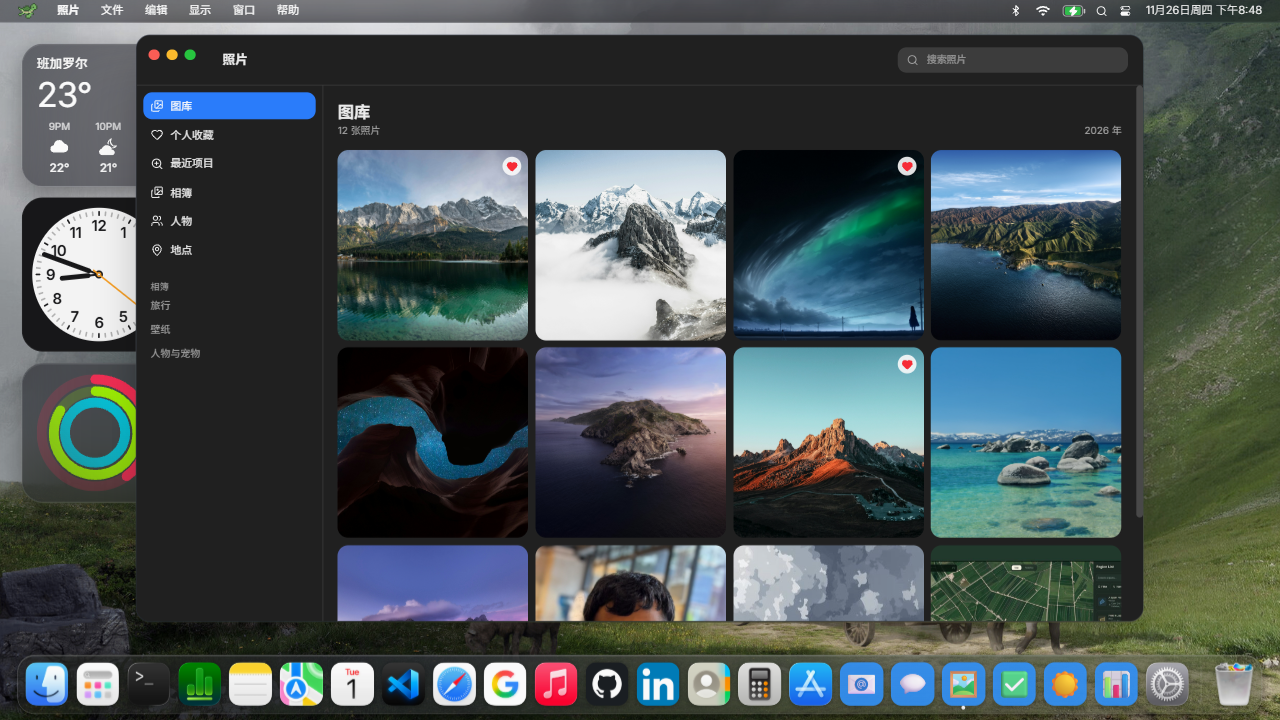 照片 文件 编辑 显示 窗口 帮助 11月26日周四 下午8:48
班加罗尔
23°
9PM 10PM
22° 21°
12
11 1
10
9
8
7 6 5
照片
搜索照片
图库
个人收藏
最近项目
相簿
人物
地点
相簿
旅行
壁纸
人物与宠物
图库
12 张照片 2026 年
>_
Tue
1
G
in